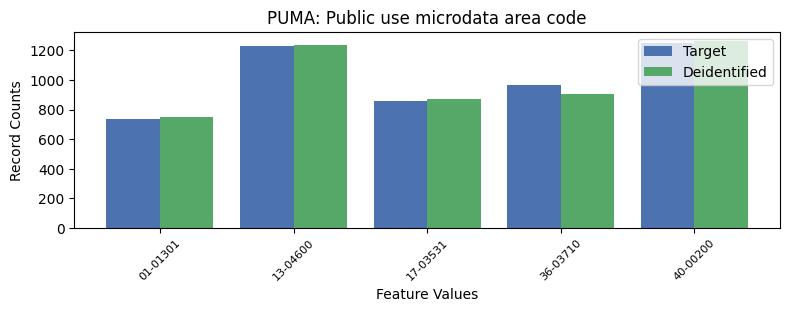 PUMA: Public use microdata area code
Target
Deidentified
Record Counts
1200
1000
800
600
400
200
0
01-01301
13-04600
17-03531
36-03710
40-00200
Feature Values